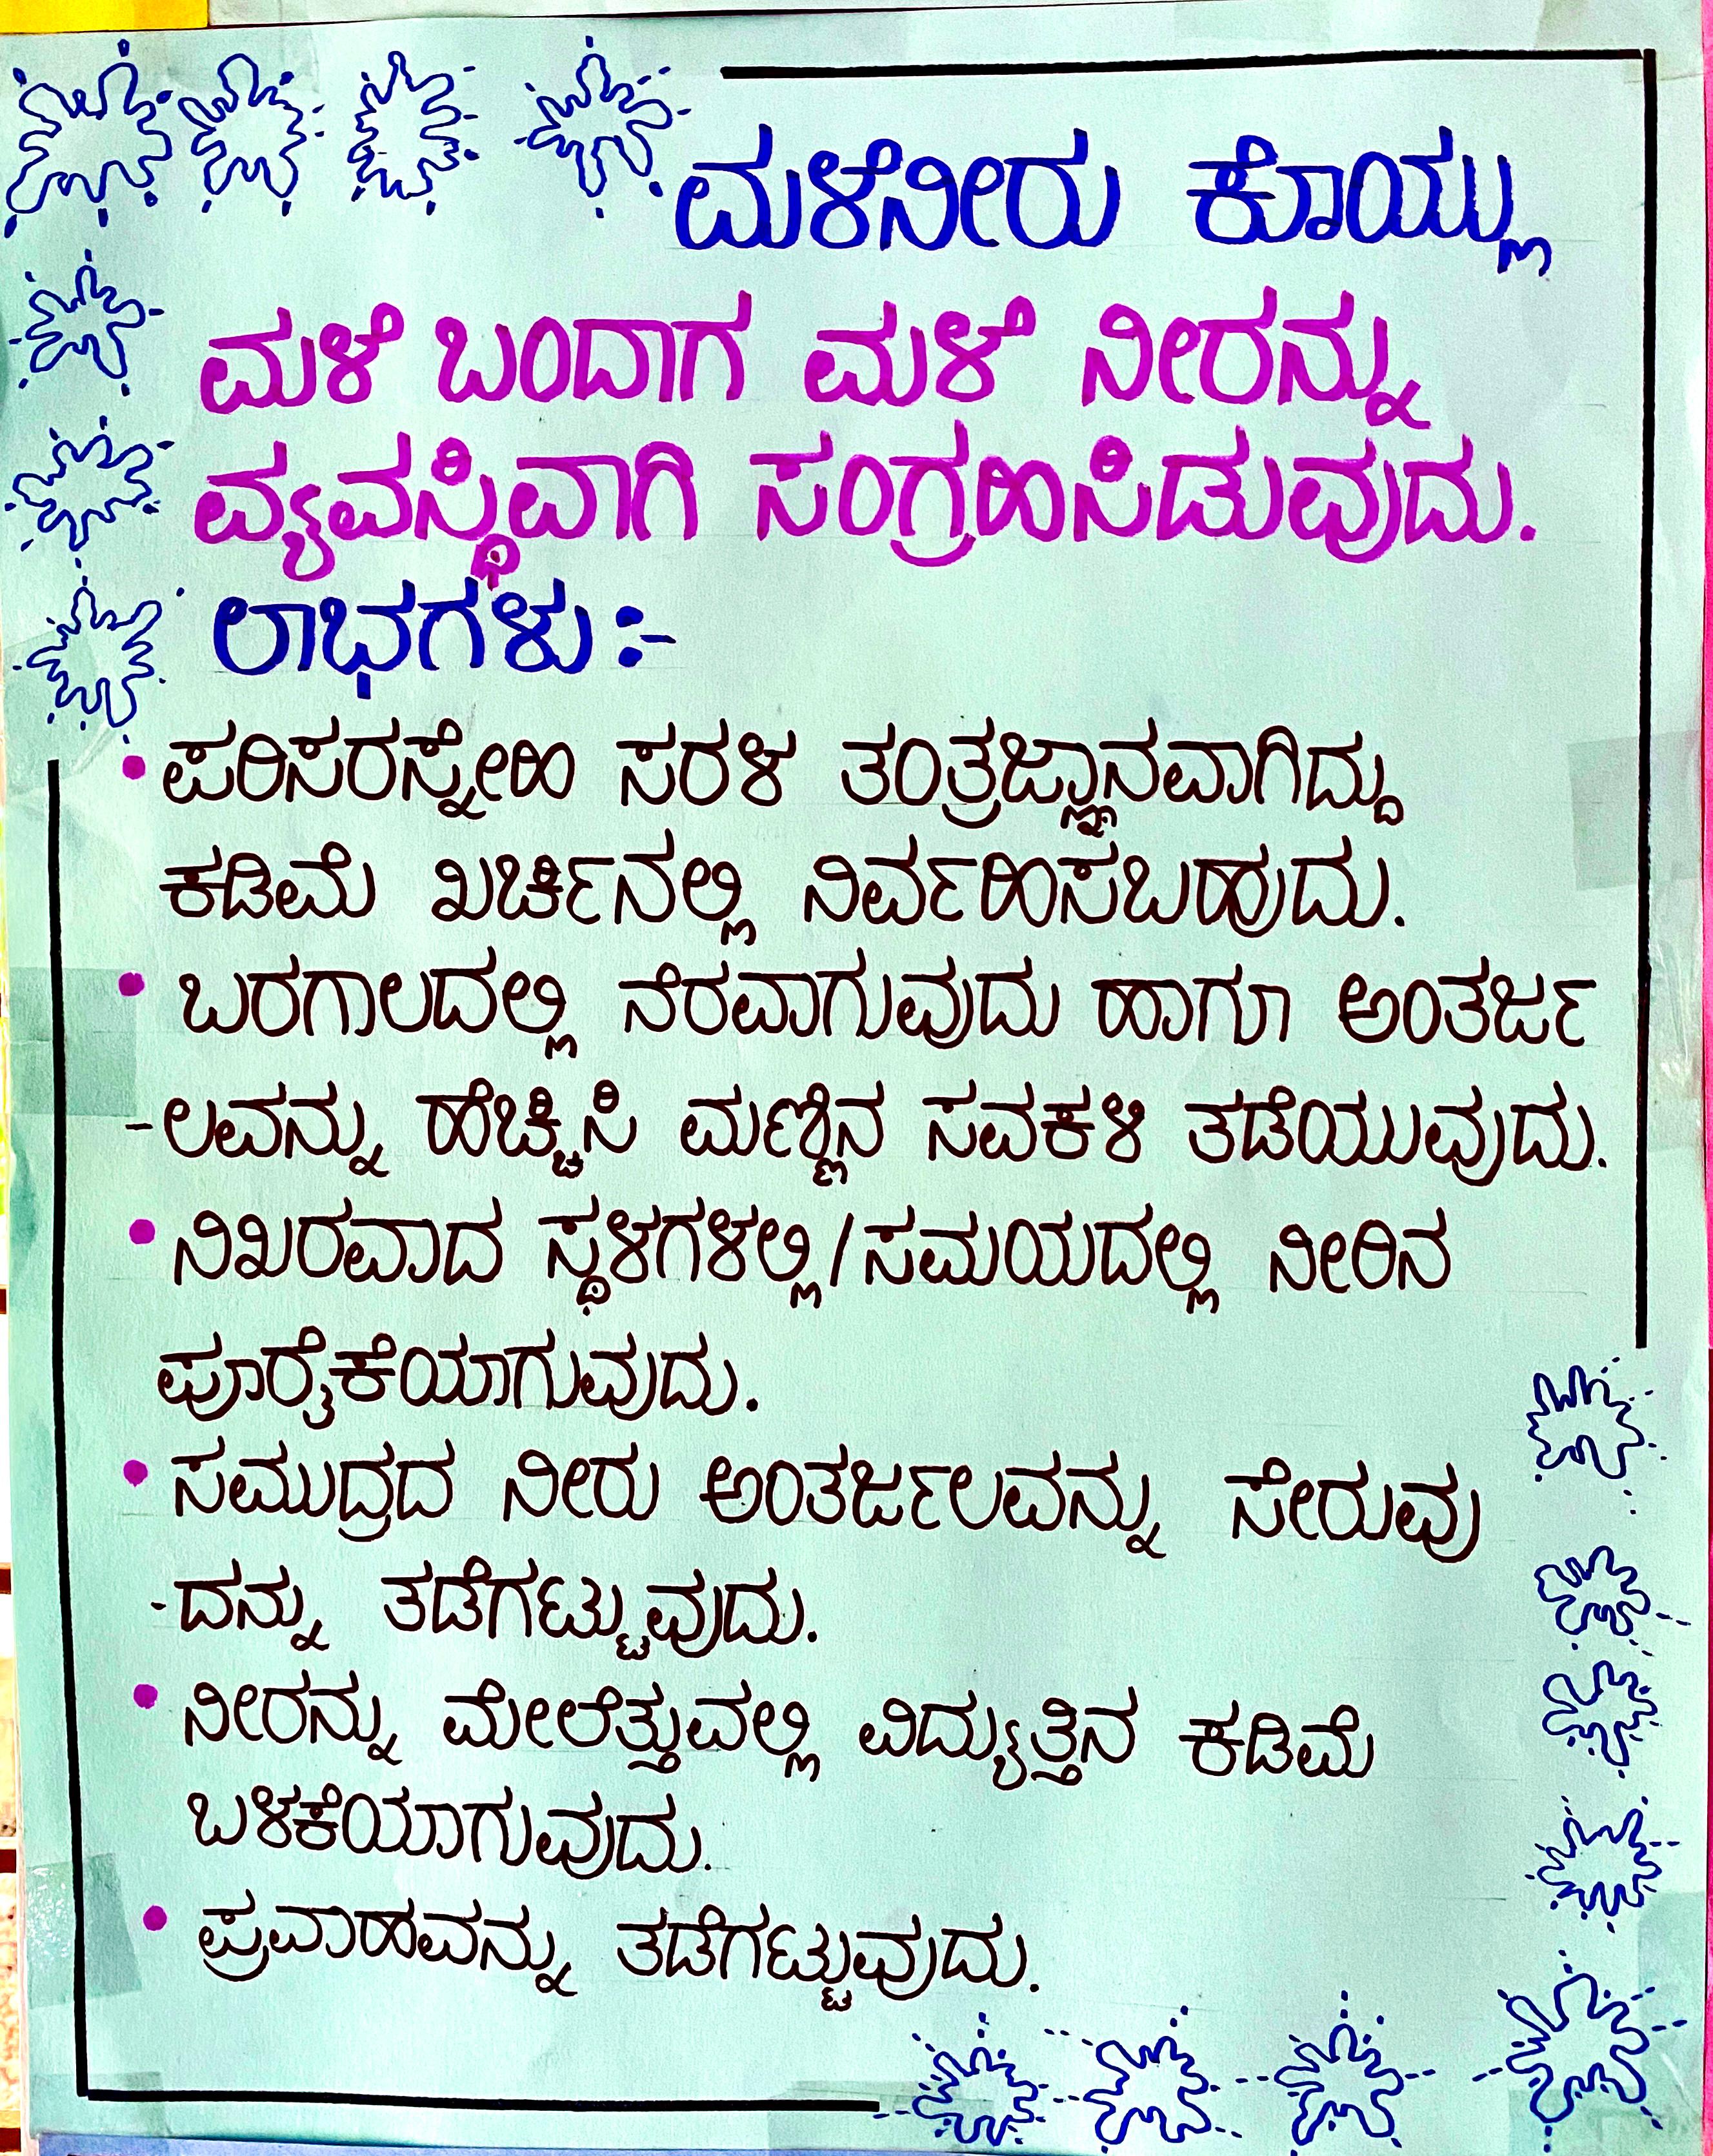 ಮಳೆನೀರು ಕೊಯ್ಲು
ಮಳೆ ಬಂದಾಗ ಮಳೆ ನೀರನ್ನು
ವ್ಯವಸ್ಥಿವಾಗಿ ಸಂಗ್ರಹಿಸಿಡುವುದು.
ಲಾಭಗಳು:-
• ಪರಿಸರಸ್ನೇಹಿ ಸರಳ ತಂತ್ರಜ್ಞಾನವಾಗಿದ್ದು
ಕಡಿಮೆ ಖರ್ಚಿನಲ್ಲಿ ನಿರ್ವಹಿಸಬಹುದು.
• ಬರಗಾಲದಲ್ಲಿ ನೆರವಾಗುವುದು ಹಾಗೂ ಅಂತರ್ಜ
-ಲವನ್ನು ಹೆಚ್ಚಿಸಿ ಮಣ್ಣಿನ ಸವಕಳಿ ತಡೆಯುವುದು.
• ನಿಖರವಾದ ಸ್ಥಳಗಳಲ್ಲಿ/ಸಮಯದಲ್ಲಿ ನೀರಿನ
ಪೂರೈಕೆಯಾಗುವುದು.
• ಸಮುದ್ರದ ನೀರು ಅಂತರ್ಜಲವನ್ನು ಸೇರುವು
-ದನ್ನು ತಡೆಗಟ್ಟುವುದು.
• ನೀರನ್ನು ಮೇಲೆತ್ತುವಲ್ಲಿ ವಿದ್ಯುತ್ತಿನ ಕಡಿಮೆ
ಬಳಕೆಯಾಗುವುದು.
• ಪ್ರವಾಹವನ್ನು ತಡೆಗಟ್ಟುವುದು.